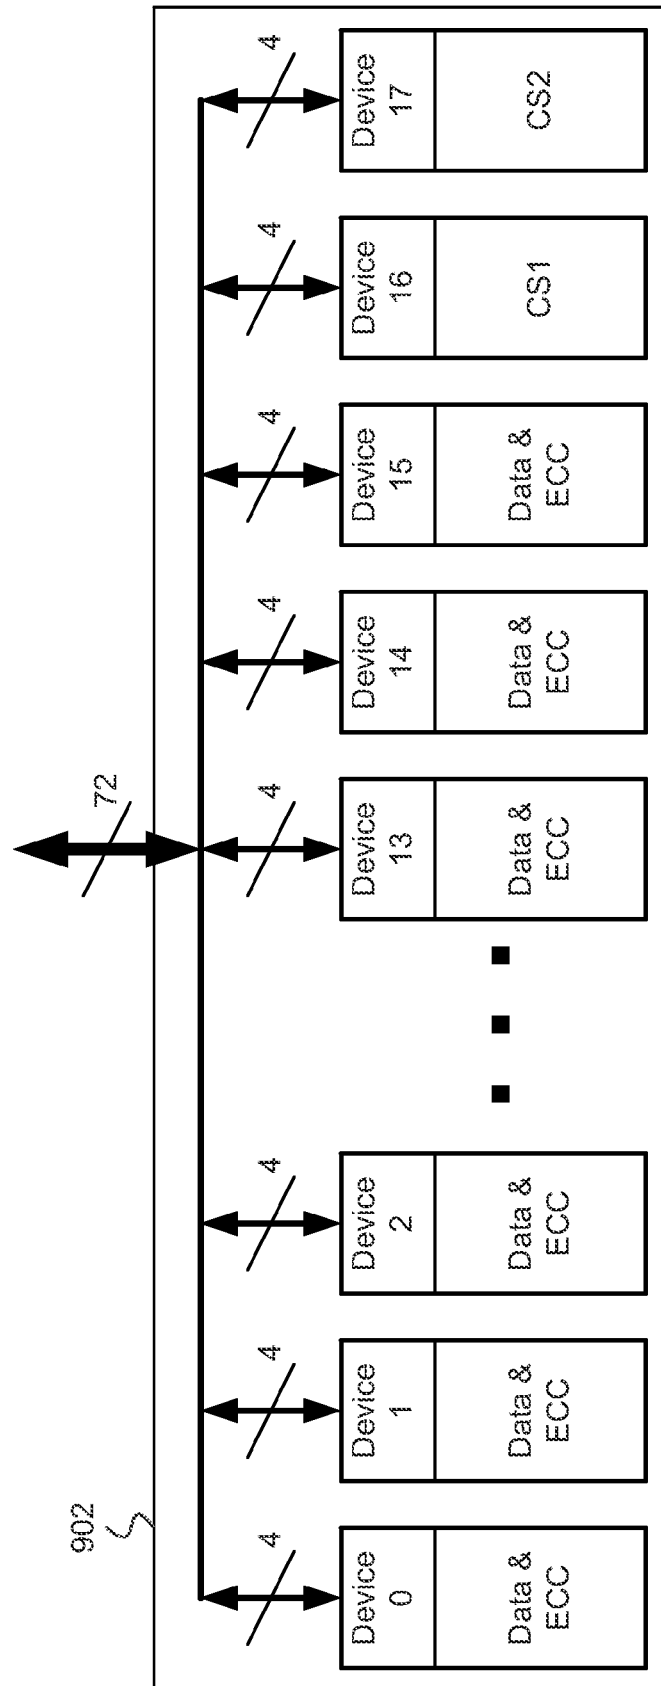 902
72
4
4
4
4
4
4
4
4
Device
0
Data &
ECC
Device
1
Data &
ECC
Device
2
Data &
ECC
Device
13
Data &
ECC
Device
14
Data &
ECC
Device
15
Data &
ECC
Device
16
CS1
Device
17
CS2